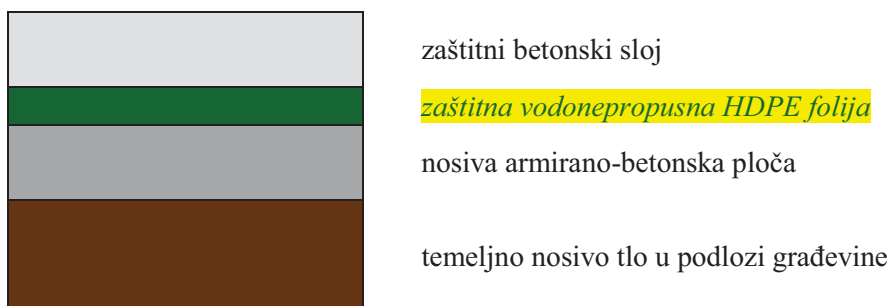 zaštitni betonski sloj
zaštitna vodonepropusna HDPE folija
nosiva armirano-betonska ploča
temeljno nosivo tlo u podlozi građevine